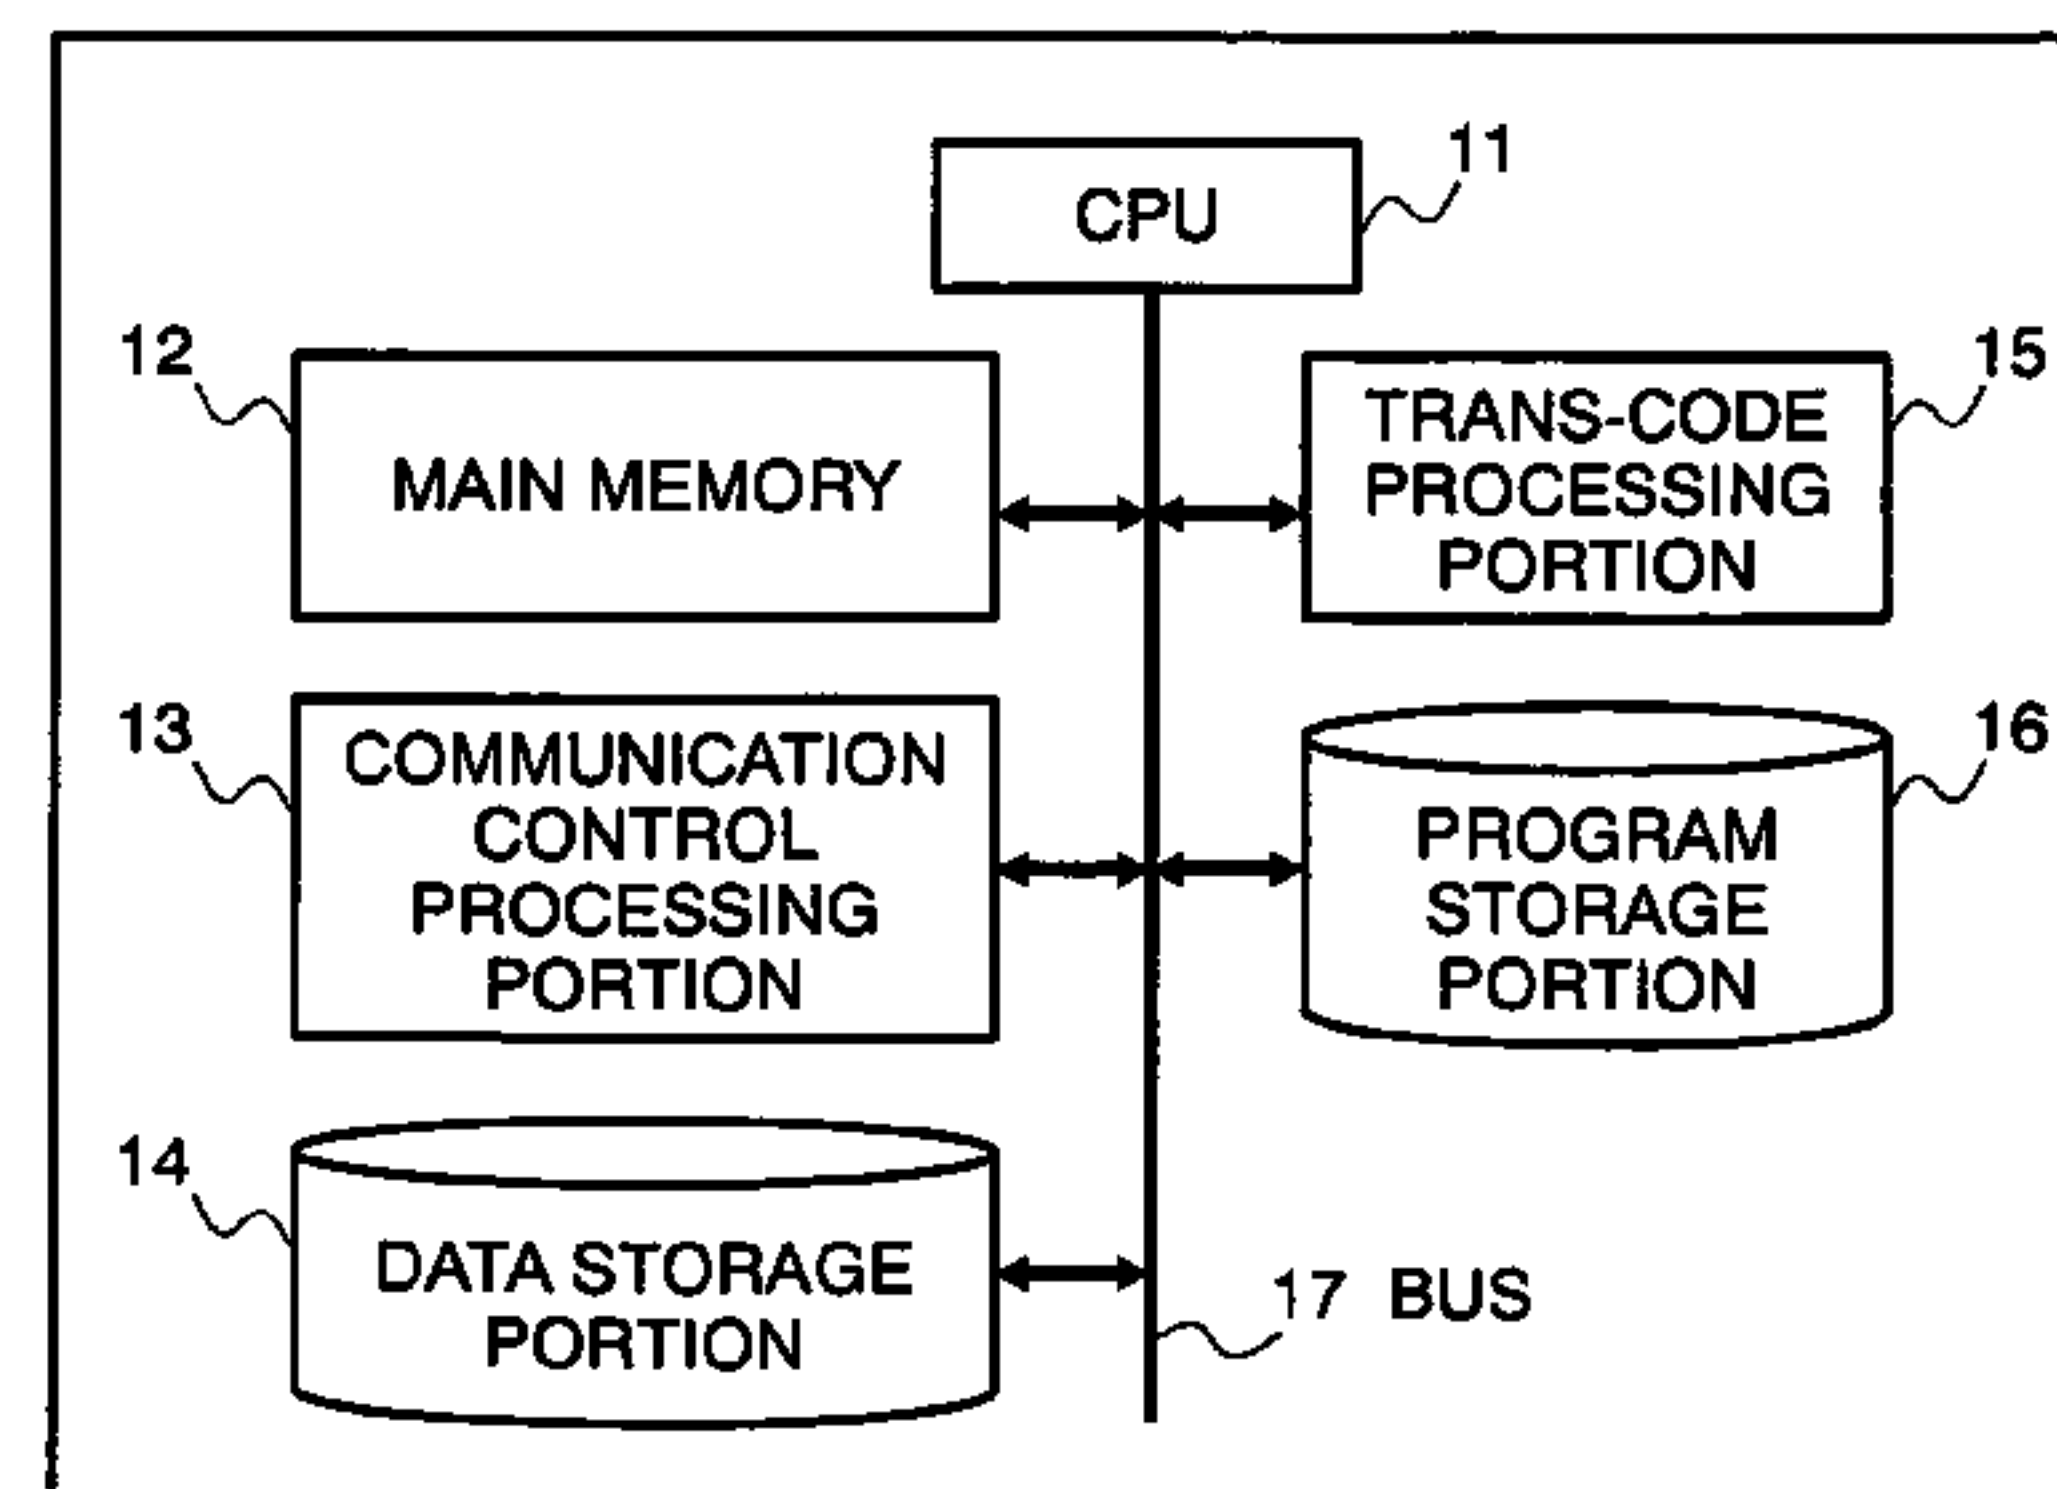 11
CPU
12
MAIN MEMORY
15
TRANS-CODE
PROCESSING
PORTION
13
COMMUNICATION
CONTROL
PROCESSING
PORTION
16
PROGRAM
STORAGE
PORTION
14
DATA STORAGE
PORTION
17 BUS